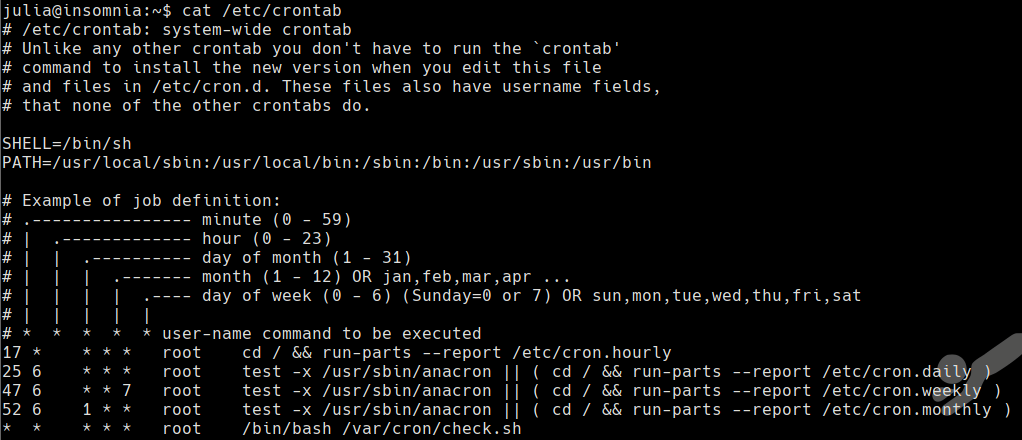 julia@insomnia:~$ cat /etc/crontab
# /etc/crontab: system-wide crontab
# Unlike any other crontab you don't have to run the `crontab'
# command to install the new version when you edit this file
# and files in /etc/cron.d. These files also have username fields,
# that none of the other crontabs do.

SHELL=/bin/sh
PATH=/usr/local/sbin:/usr/local/bin:/sbin:/bin:/usr/sbin:/usr/bin

# Example of job definition:
# .---------------- minute (0 - 59)
# |  .------------- hour (0 - 23)
# |  |  .---------- day of month (1 - 31)
# |  |  |  .------- month (1 - 12) OR jan,feb,mar,apr ...
# |  |  |  |  .---- day of week (0 - 6) (Sunday=0 or 7) OR sun,mon,tue,wed,thu,fri,sat
# |  |  |  |  |
# *  *  *  *  * user-name command to be executed
17 *    * * *   root    cd / && run-parts --report /etc/cron.hourly
25 6    * * *   root    test -x /usr/sbin/anacron || ( cd / && run-parts --report /etc/cron.daily )
47 6    * * 7   root    test -x /usr/sbin/anacron || ( cd / && run-parts --report /etc/cron.weekly )
52 6    1 * *   root    test -x /usr/sbin/anacron || ( cd / && run-parts --report /etc/cron.monthly )
*  *    * * *   root    /bin/bash /var/cron/check.sh